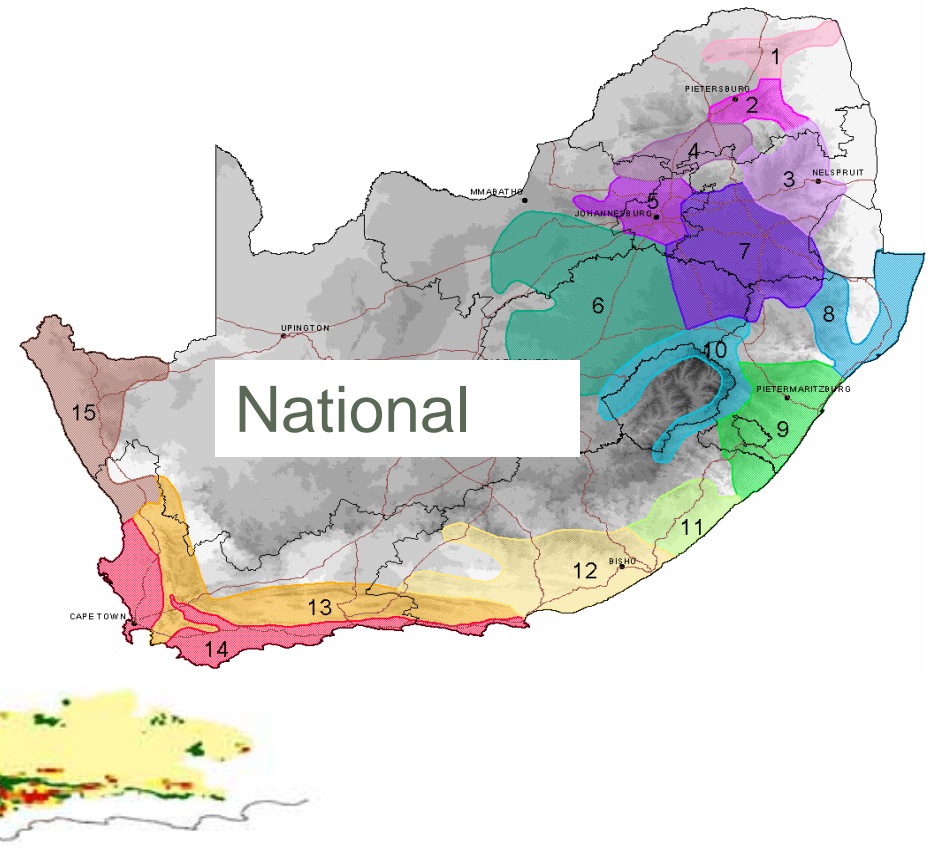 1
PIETERSBURG
2
4
3
NELSPRUIT
MMABATHO
5
JOHANNESBURG
7
6
8
UPINGTON
10
National
PIETERMARITZBURG
15
9
11
BISHO
12
13
CAPE TOWN
14